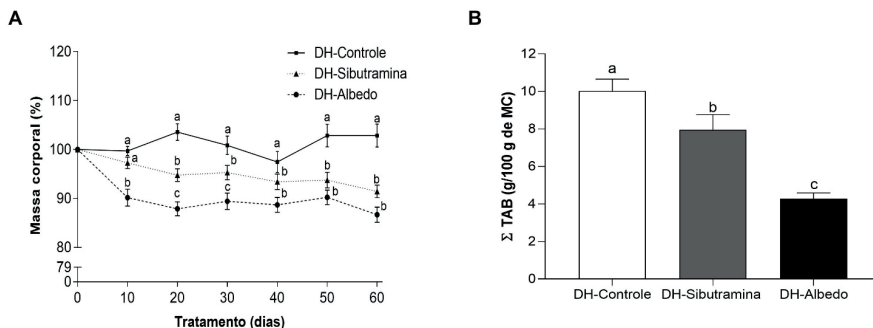 A
Massa corporal (%)
120
110
100
90
80
79
0
DH-Controle
DH-Sibutramina
DH-Albedo
a a a a a a
a b b b b b
b c c b b b
0 10 20 30 40 50 60
Tratamento (dias)
B
Σ TAB (g/100 g de MC)
12
10
8
6
4
2
0
a
b
c
DH-Controle DH-Sibutramina DH-Albedo